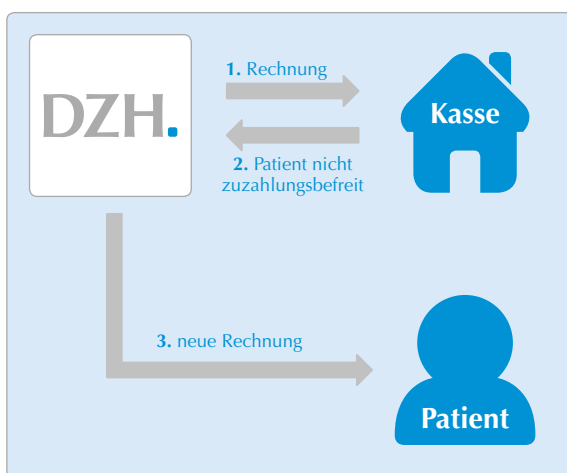 DZH.
1. Rechnung
Kasse
2. Patient nicht
zuzahlungsbefreit
3. neue Rechnung
Patient